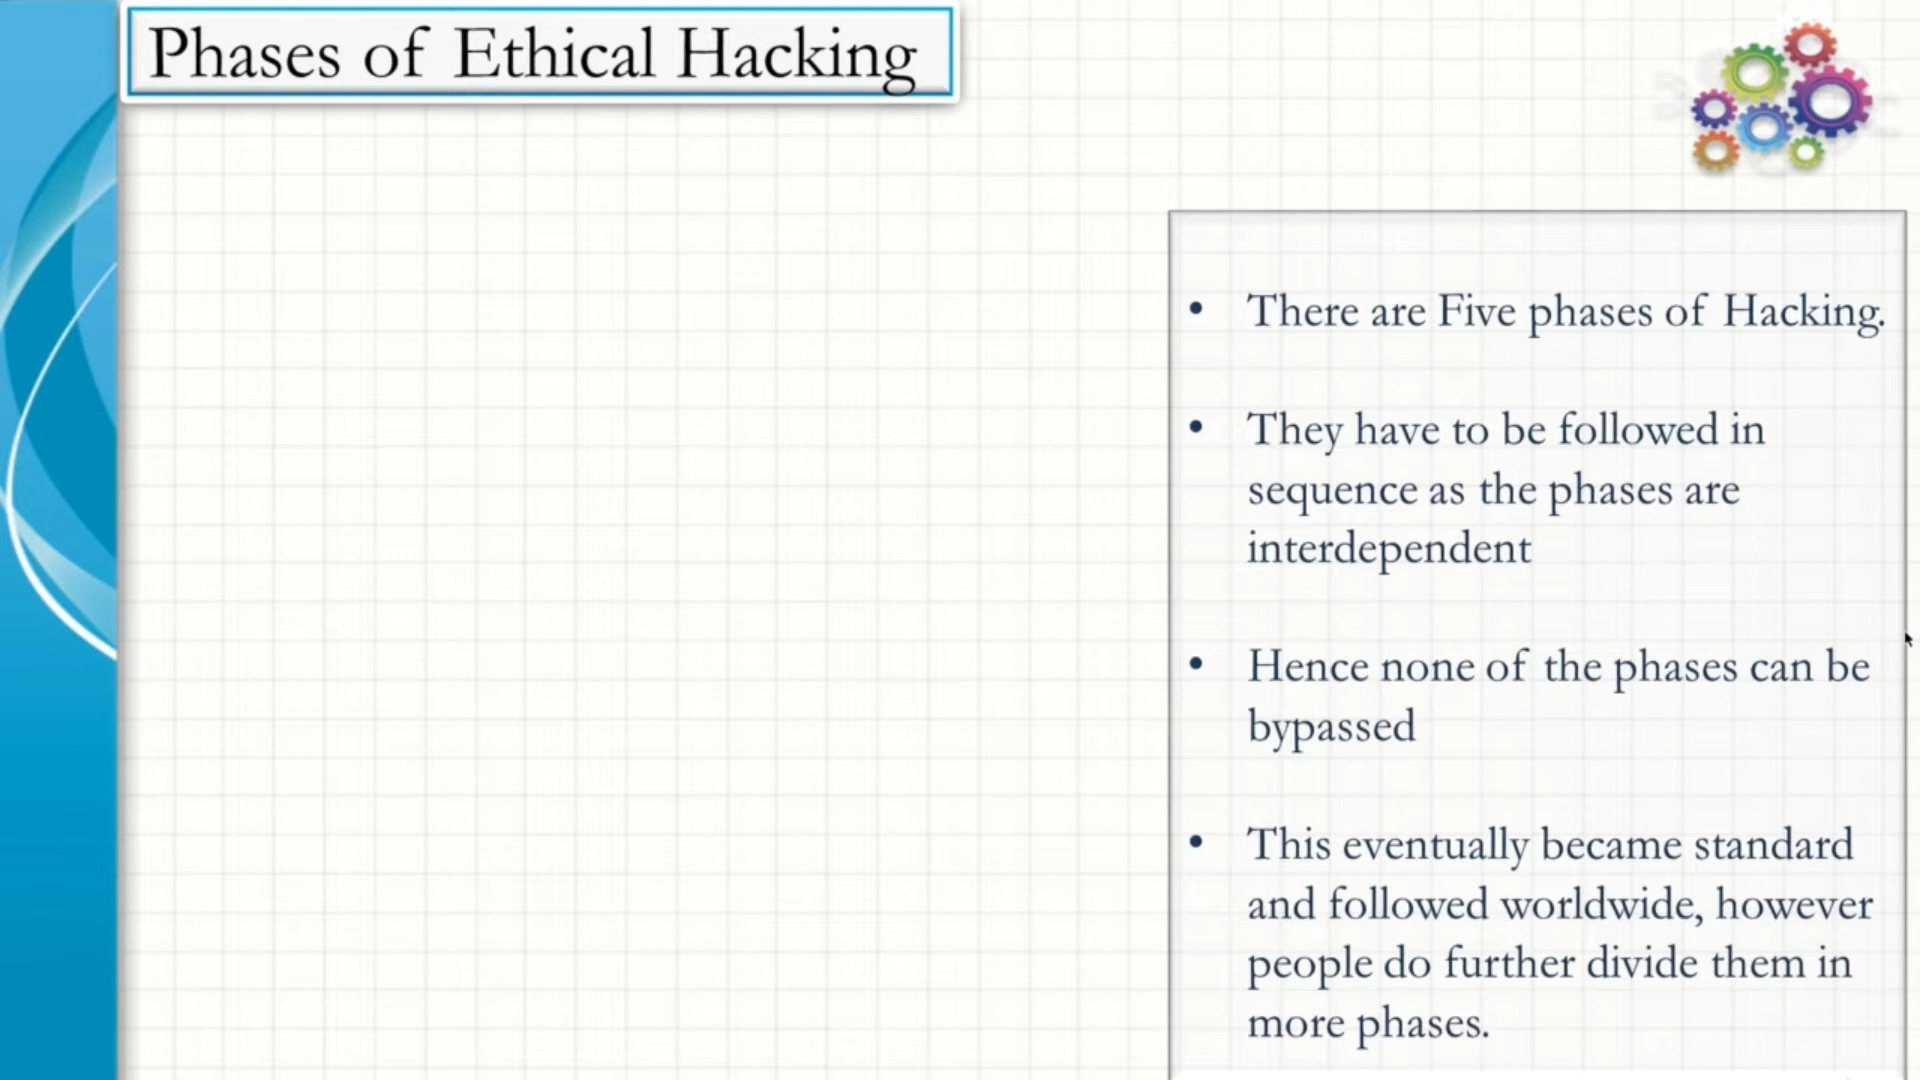 Phases of Ethical Hacking
• There are Five phases of Hacking.
• They have to be followed in
sequence as the phases are
interdependent
• Hence none of the phases can be
bypassed
• This eventually became standard
and followed worldwide, however
people do further divide them in
more phases.